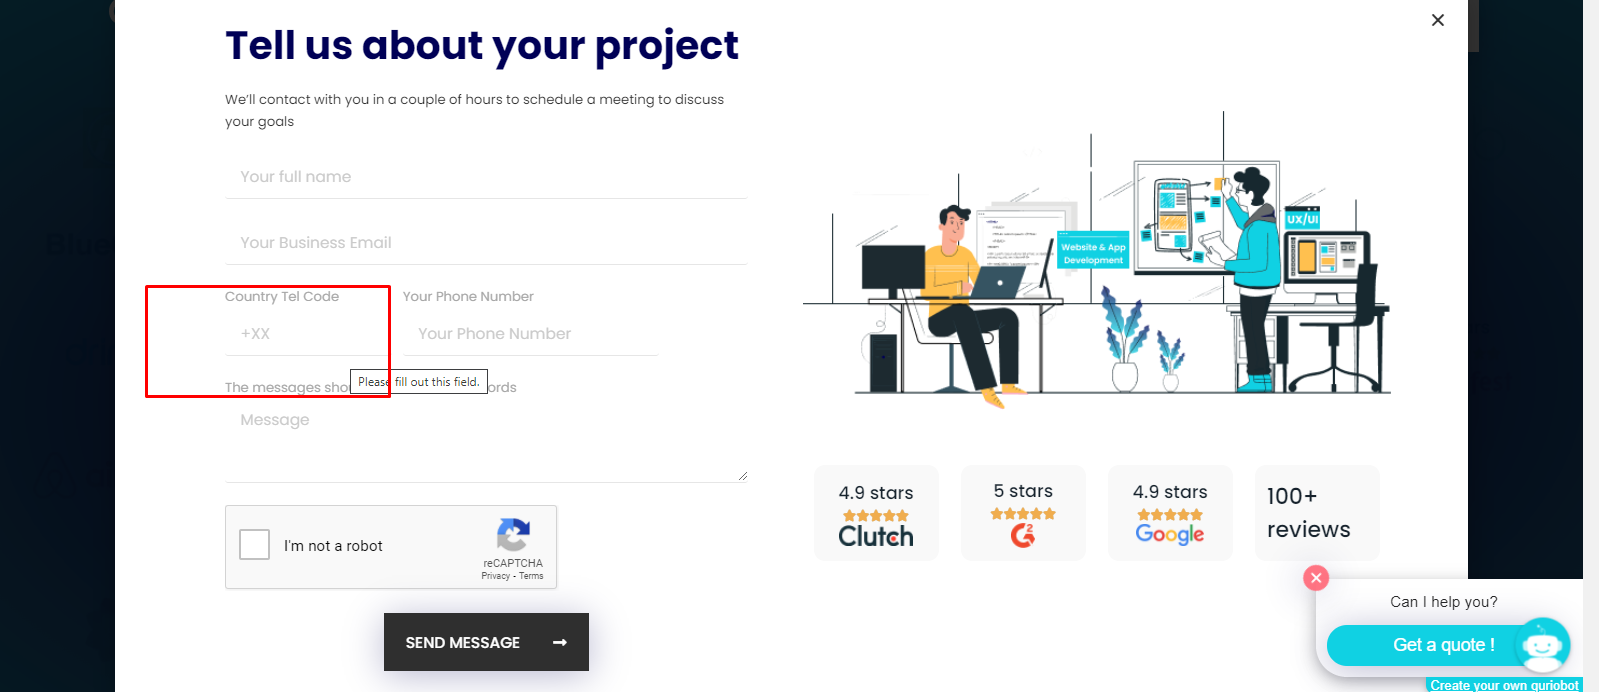 Tell us about your project
We'll contact with you in a couple of hours to schedule a meeting to discuss
your goals
Your full name
Your Business Email
Country Tel Code
Your Phone Number
+XX
Your Phone Number
The messages
Please fill out this field.
Message
I'm not a robot
reCAPTCHA
Privacy - Terms
SEND MESSAGE
Website & App
Development
UX/UI
4.9 stars
Clutch
5 stars
G2
4.9 stars
Google
100+
reviews
Can I help you?
Get a quote !
Create your own quriobot
Blue